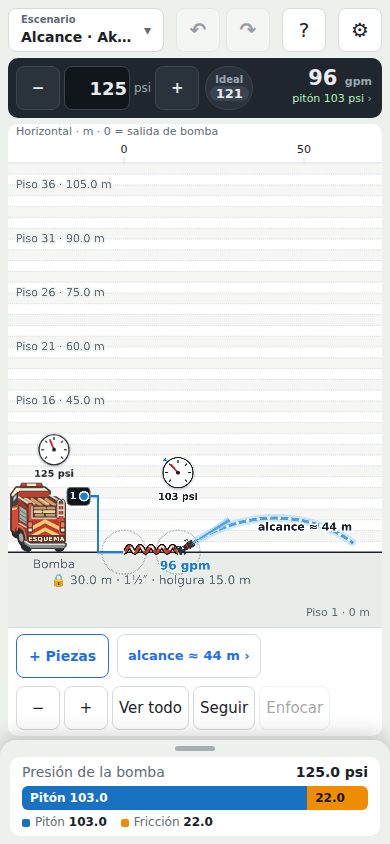 Escenario
Alcance · Ak… ▼
↶
↷
?
⚙
−
125 psi
+
Ideal
121
96 gpm
pitón 103 psi ›
Horizontal · m · 0 = salida de bomba
0
50
Piso 36 · 105.0 m
Piso 31 · 90.0 m
Piso 26 · 75.0 m
Piso 21 · 60.0 m
Piso 16 · 45.0 m
125 psi
103 psi
1
ESQUEMA
alcance ≈ 44 m
Bomba
96 gpm
🔒 30.0 m · 1½″ · holgura 15.0 m
Piso 1 · 0 m
+ Piezas
alcance ≈ 44 m ›
−
+
Ver todo
Seguir
Enfocar
Presión de la bomba
125.0 psi
Pitón 103.0
22.0
Pitón 103.0
Fricción 22.0